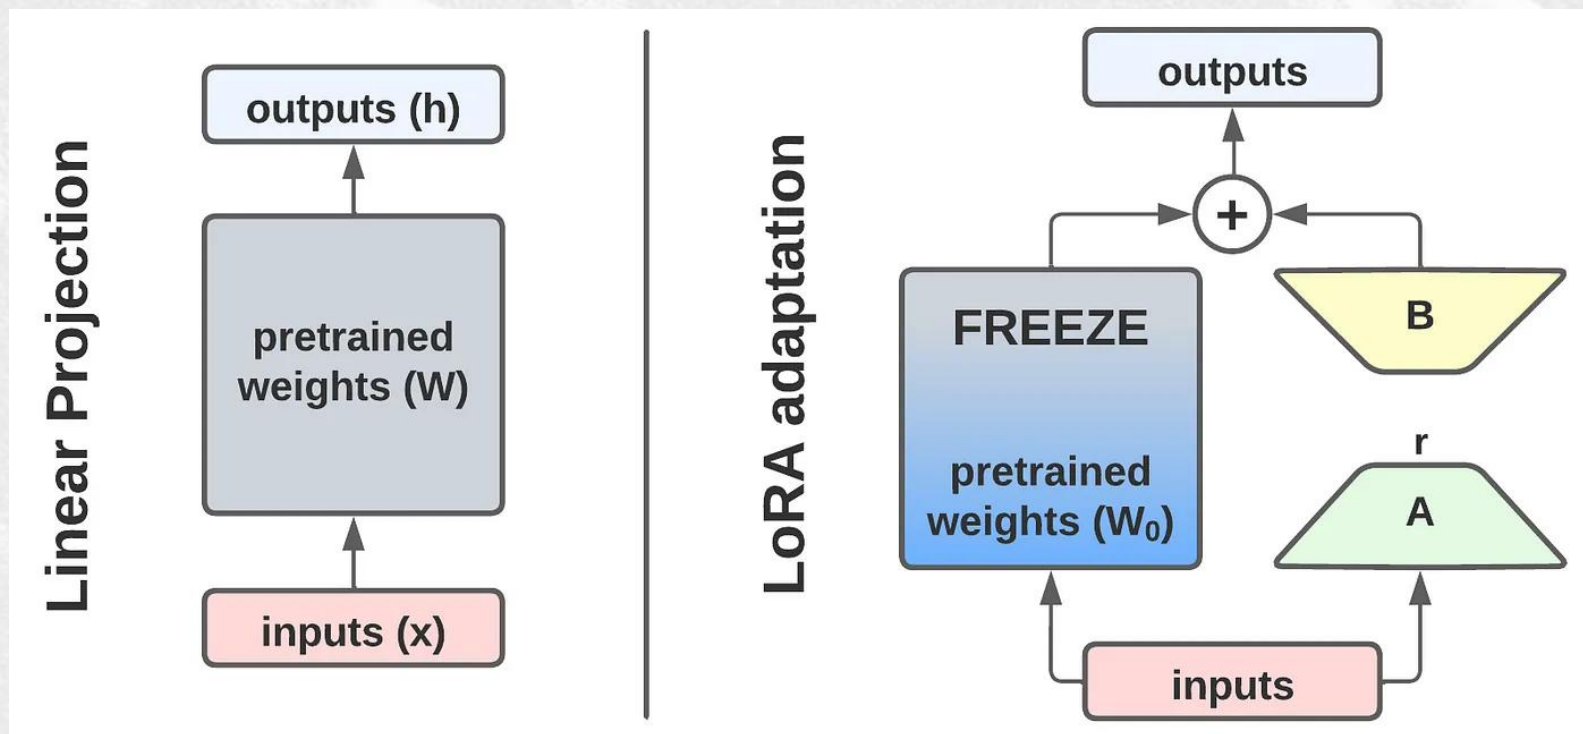 Linear Projection
outputs (h)
pretrained
weights (W)
inputs (x)
LoRA adaptation
outputs
+
FREEZE
pretrained
weights (W₀)
B
r
A
inputs